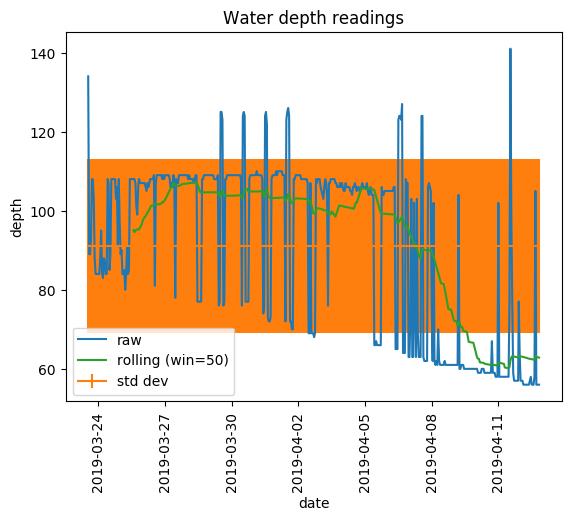 Water depth readings
140
120
100
80
60
depth
raw
rolling (win=50)
std dev
2019-03-24
2019-03-27
2019-03-30
2019-04-02
2019-04-05
2019-04-08
2019-04-11
date